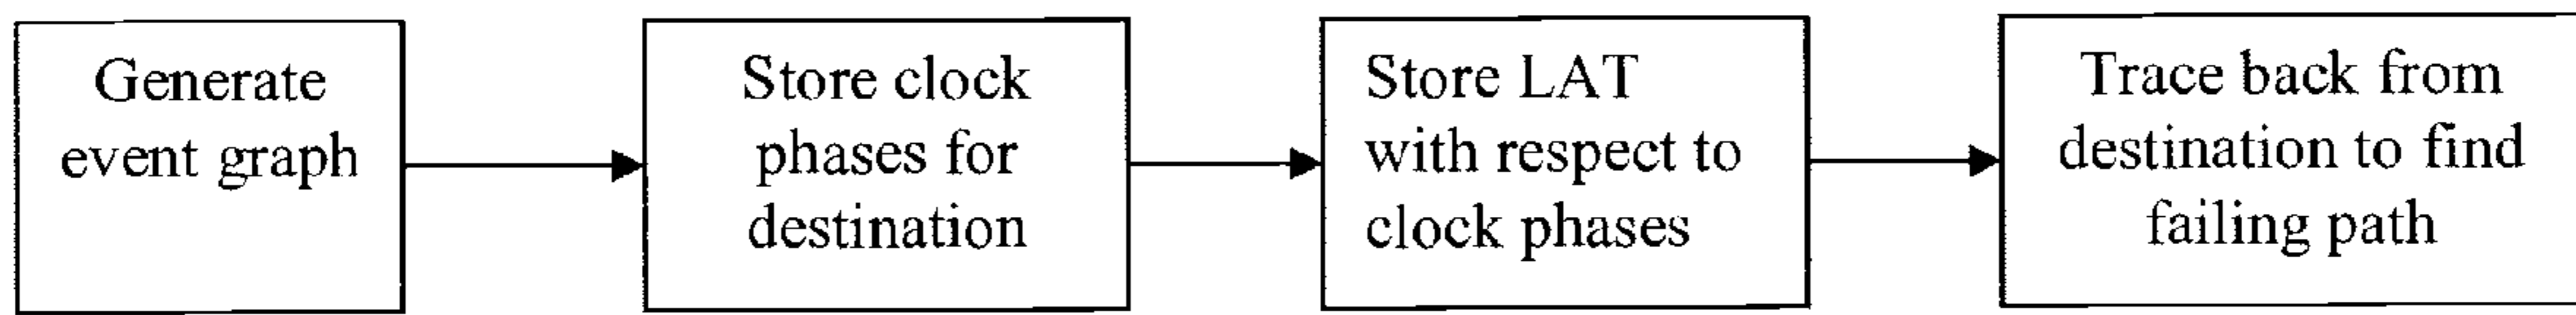 Generate
event graph
Store clock
phases for
destination
Store LAT
with respect to
clock phases
Trace back from
destination to find
failing path